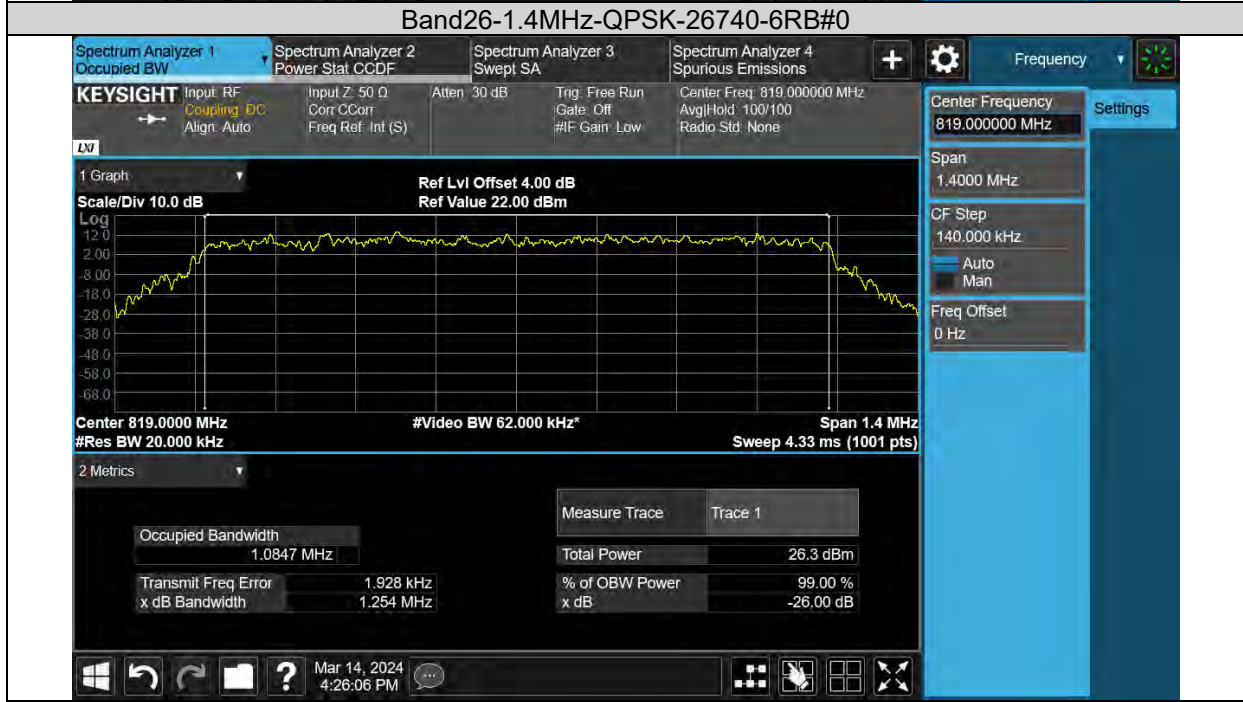 Band26-1.4MHz-QPSK-26740-6RB#0
Spectrum Analyzer 1
Occupied BW
Spectrum Analyzer 2
Power Stat CCDF
Spectrum Analyzer 3
Swept SA
Spectrum Analyzer 4
Spurious Emissions
Frequency
KEYSIGHT
Input: RF
Coupling: DC
Align: Auto
Input Z: 50 Ω
Corr CCorr
Freq Ref: Int (S)
Atten: 30 dB
Trig: Free Run
Gate: Off
#IF Gain: Low
Center Freq: 819.000000 MHz
Avg|Hold: 100/100
Radio Std: None
LXI
Center Frequency
819.000000 MHz
Settings
Span
1.4000 MHz
CF Step
140.000 kHz
Auto
Man
Freq Offset
0 Hz
1 Graph
Scale/Div 10.0 dB
Ref Lvl Offset 4.00 dB
Ref Value 22.00 dBm
Log
12.0
2.00
-8.00
-18.0
-28.0
-38.0
-48.0
-58.0
-68.0
Center 819.0000 MHz
#Video BW 62.000 kHz*
Span 1.4 MHz
#Res BW 20.000 kHz
Sweep 4.33 ms (1001 pts)
2 Metrics
Measure Trace Trace 1
Occupied Bandwidth
1.0847 MHz
Total Power 26.3 dBm
Transmit Freq Error 1.928 kHz
% of OBW Power 99.00 %
x dB Bandwidth 1.254 MHz
x dB -26.00 dB
Mar 14, 2024
4:26:06 PM